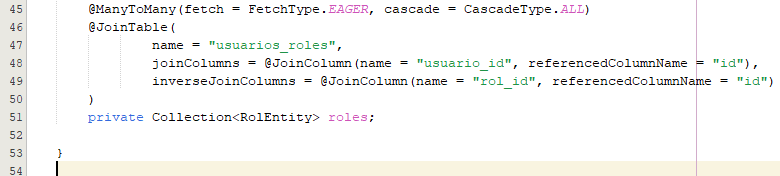 45 @ManyToMany(fetch = FetchType.EAGER, cascade = CascadeType.ALL)
46 @JoinTable(
47 name = "usuarios_roles",
48 joinColumns = @JoinColumn(name = "usuario_id", referencedColumnName = "id"),
49 inverseJoinColumns = @JoinColumn(name = "rol_id", referencedColumnName = "id")
50 )
51 private Collection<RolEntity> roles;
52
53 }
54